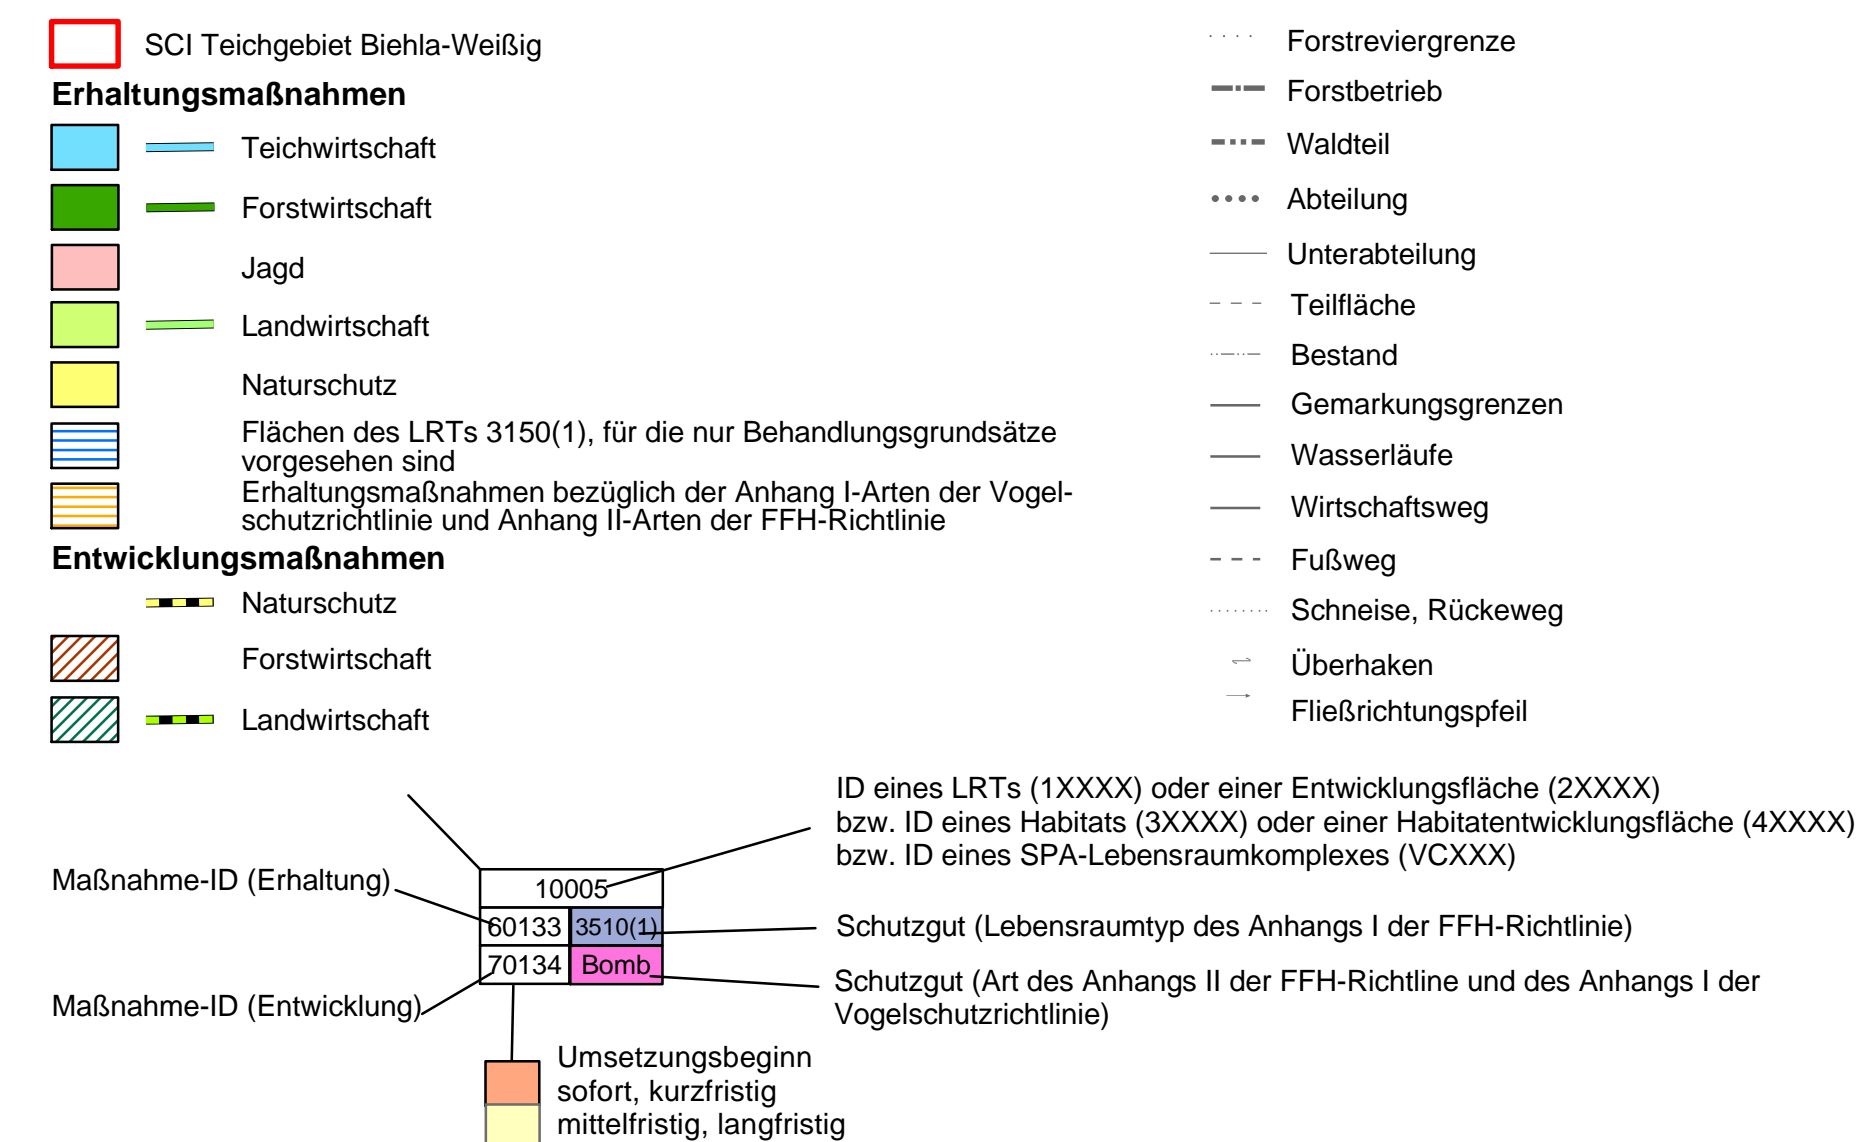 SCI Teichgebiet Biehla-Weißig
Erhaltungsmaßnahmen
Teichwirtschaft
Forstwirtschaft
Jagd
Landwirtschaft
Naturschutz
Flächen des LRTs 3150(1), für die nur Behandlungsgrundsätze
vorgesehen sind
Erhaltungsmaßnahmen bezüglich der Anhang I-Arten der Vogel-
schutzrichtlinie und Anhang II-Arten der FFH-Richtlinie
Entwicklungsmaßnahmen
Naturschutz
Forstwirtschaft
Landwirtschaft
Forstreviergrenze
Forstbetrieb
Waldteil
Abteilung
Unterabteilung
Teilfläche
Bestand
Gemarkungsgrenzen
Wasserläufe
Wirtschaftsweg
Fußweg
Schneise, Rückeweg
Überhaken
Fließrichtungspfeil
ID eines LRTs (1XXXX) oder einer Entwicklungsfläche (2XXXX)
bzw. ID eines Habitats (3XXXX) oder einer Habitatentwicklungsfläche (4XXXX)
bzw. ID eines SPA-Lebensraumkomplexes (VCXXX)
Maßnahme-ID (Erhaltung)
10005
60133 3510(1)
70134 Bomb
Schutzgut (Lebensraumtyp des Anhangs I der FFH-Richtlinie)
Schutzgut (Art des Anhangs II der FFH-Richtline und des Anhangs I der
Vogelschutzrichtlinie)
Maßnahme-ID (Entwicklung)
Umsetzungsbeginn
sofort, kurzfristig
mittelfristig, langfristig